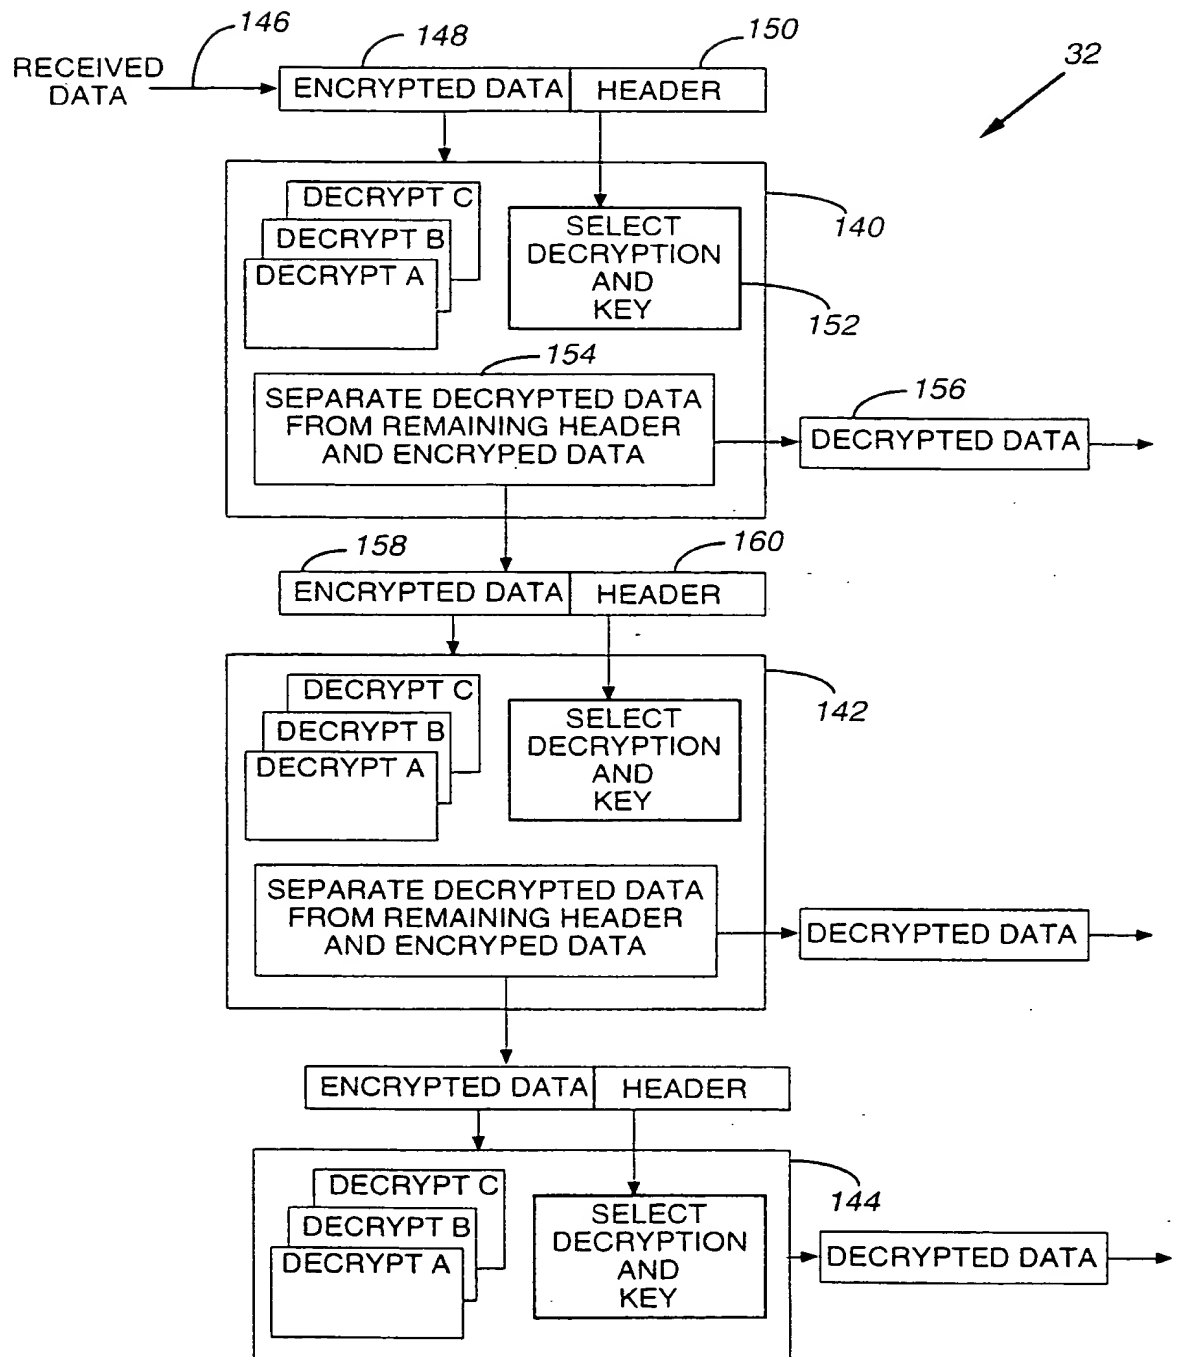 146
148
150
32
RECEIVED
DATA
ENCRYPTED DATA
HEADER
DECRYPT C
DECRYPT B
DECRYPT A
SELECT
DECRYPTION
AND
KEY
140
152
154
SEPARATE DECRYPTED DATA
FROM REMAINING HEADER
AND ENCRYPED DATA
156
DECRYPTED DATA
158
160
ENCRYPTED DATA
HEADER
DECRYPT C
DECRYPT B
DECRYPT A
SELECT
DECRYPTION
AND
KEY
142
SEPARATE DECRYPTED DATA
FROM REMAINING HEADER
AND ENCRYPED DATA
DECRYPTED DATA
ENCRYPTED DATA
HEADER
DECRYPT C
DECRYPT B
DECRYPT A
SELECT
DECRYPTION
AND
KEY
144
DECRYPTED DATA